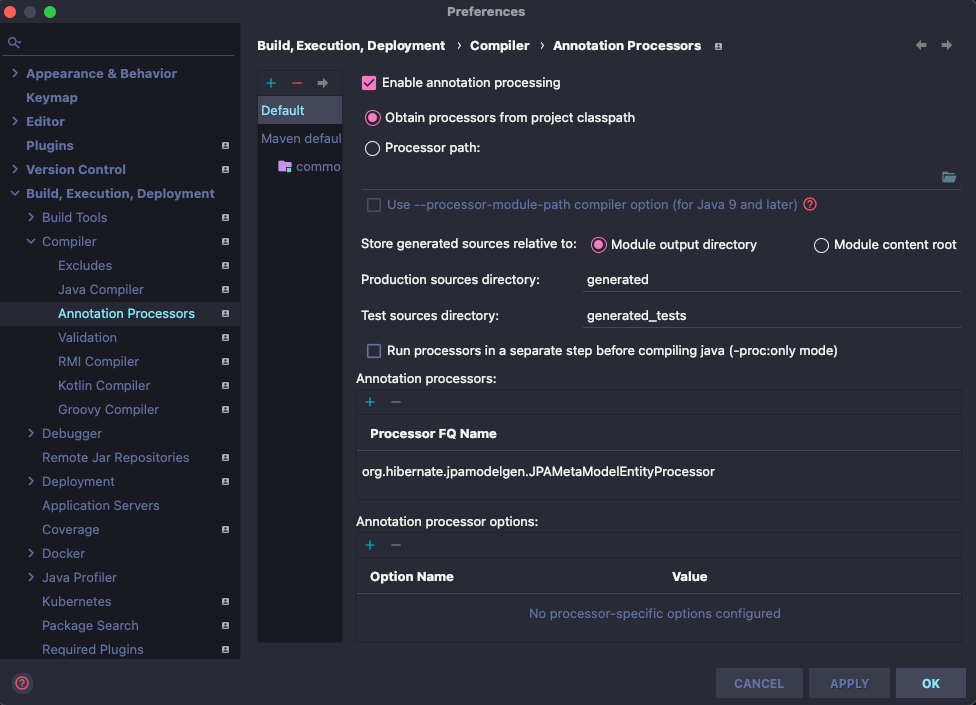 Preferences
Build, Execution, Deployment › Compiler › Annotation Processors
Appearance & Behavior
Keymap
Editor
Plugins
Version Control
Build, Execution, Deployment
Build Tools
Compiler
Excludes
Java Compiler
Annotation Processors
Validation
RMI Compiler
Kotlin Compiler
Groovy Compiler
Debugger
Remote Jar Repositories
Deployment
Application Servers
Coverage
Docker
Java Profiler
Kubernetes
Package Search
Required Plugins
Default
Maven defaul
commo
Enable annotation processing
Obtain processors from project classpath
Processor path:
Use --processor-module-path compiler option (for Java 9 and later) ?
Store generated sources relative to: Module output directory Module content root
Production sources directory: generated
Test sources directory: generated_tests
Run processors in a separate step before compiling java (-proc:only mode)
Annotation processors:
+ −
Processor FQ Name
org.hibernate.jpamodelgen.JPAMetaModelEntityProcessor
Annotation processor options:
+ −
Option Name Value
No processor-specific options configured
? CANCEL APPLY OK